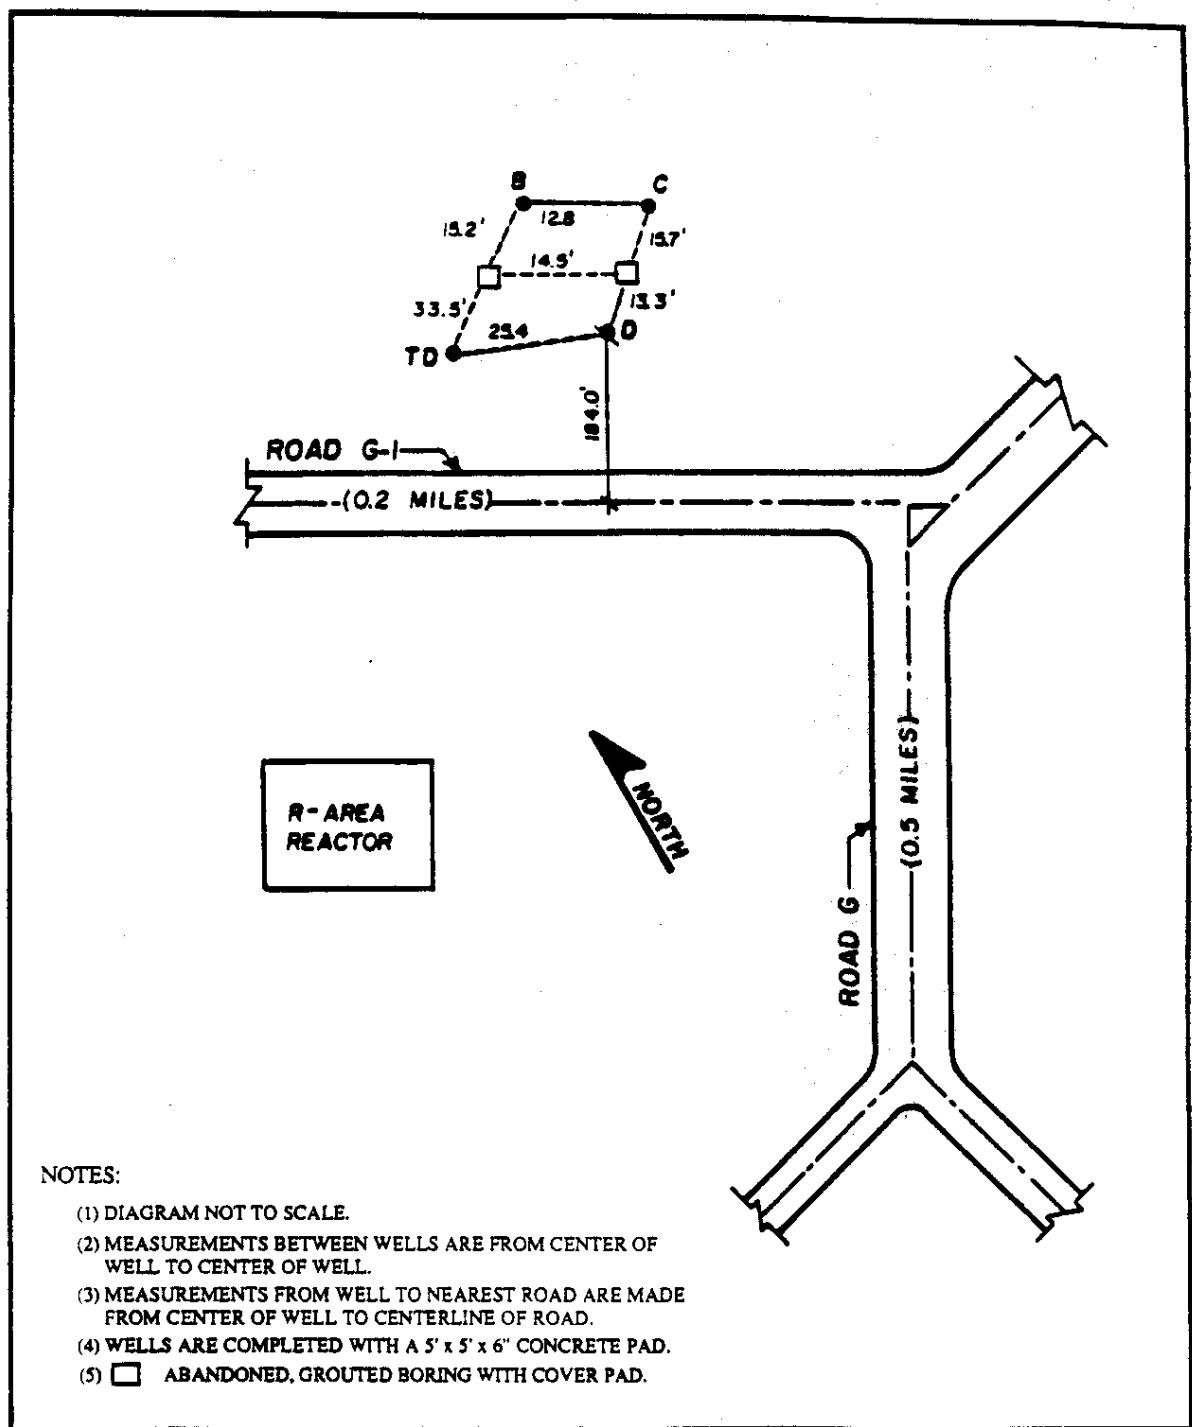 B
C
15.2'
12.8
15.7'
14.5'
33.5'
13.3'
25.4
D
TD
184.0'
ROAD G-1
(0.2 MILES)
(0.5 MILES)
NORTH
R-AREA
REACTOR
ROAD G
NOTES:
(1) DIAGRAM NOT TO SCALE.
(2) MEASUREMENTS BETWEEN WELLS ARE FROM CENTER OF
WELL TO CENTER OF WELL.
(3) MEASUREMENTS FROM WELL TO NEAREST ROAD ARE MADE
FROM CENTER OF WELL TO CENTERLINE OF ROAD.
(4) WELLS ARE COMPLETED WITH A 5' x 5' x 6" CONCRETE PAD.
(5) ABANDONED, GROUTED BORING WITH COVER PAD.